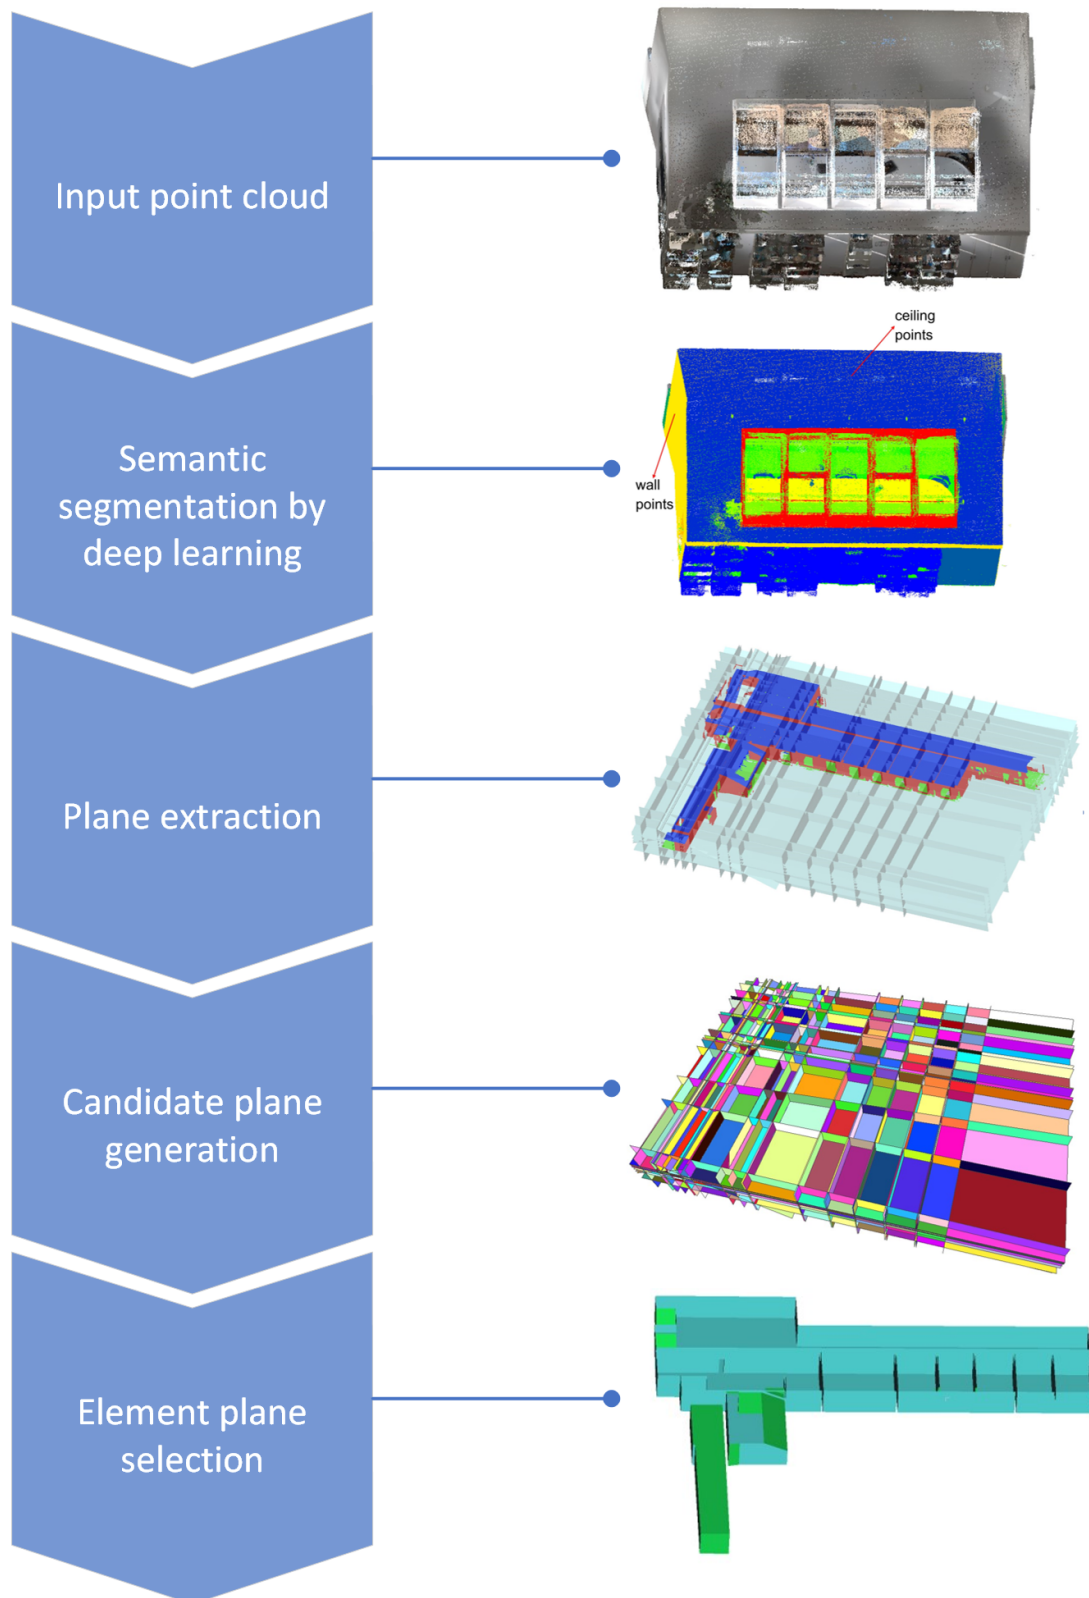 Input point cloud
ceiling
points
Semantic
segmentation by
deep learning
wall
points
Plane extraction
Candidate plane
generation
Element plane
selection